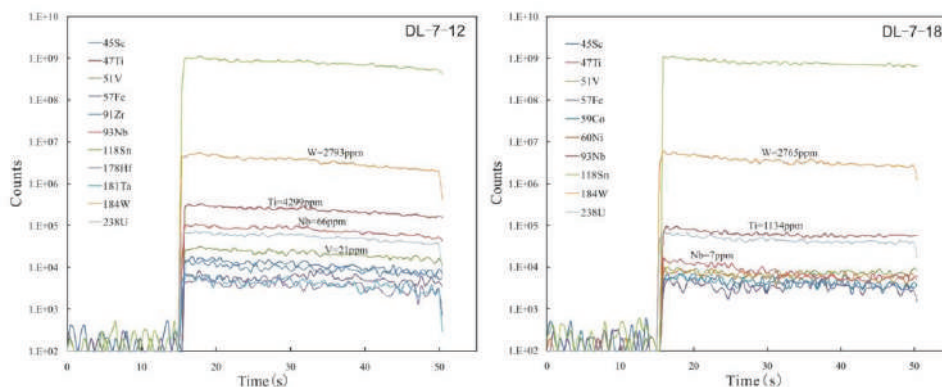 DL-7-12
1.E+10
1.E+09
1.E+08
1.E+07
1.E+06
1.E+05
1.E+04
1.E+03
1.E+02
Counts
45Sc
47Ti
51V
57Fe
91Zr
93Nb
118Sn
178Hf
181Ta
184W
238U
W=2793ppm
Ti=4299ppm
Nb=66ppm
V=21ppm
0 10 20 30 40 50
Time(s)
DL-7-18
1.E+10
1.E+09
1.E+08
1.E+07
1.E+06
1.E+05
1.E+04
1.E+03
1.E+02
Counts
45Sc
47Ti
51V
57Fe
59Co
60Ni
93Nb
118Sn
184W
238U
W=2765ppm
Ti=1134ppm
Nb=7ppm
0 10 20 30 40 50
Time(s)